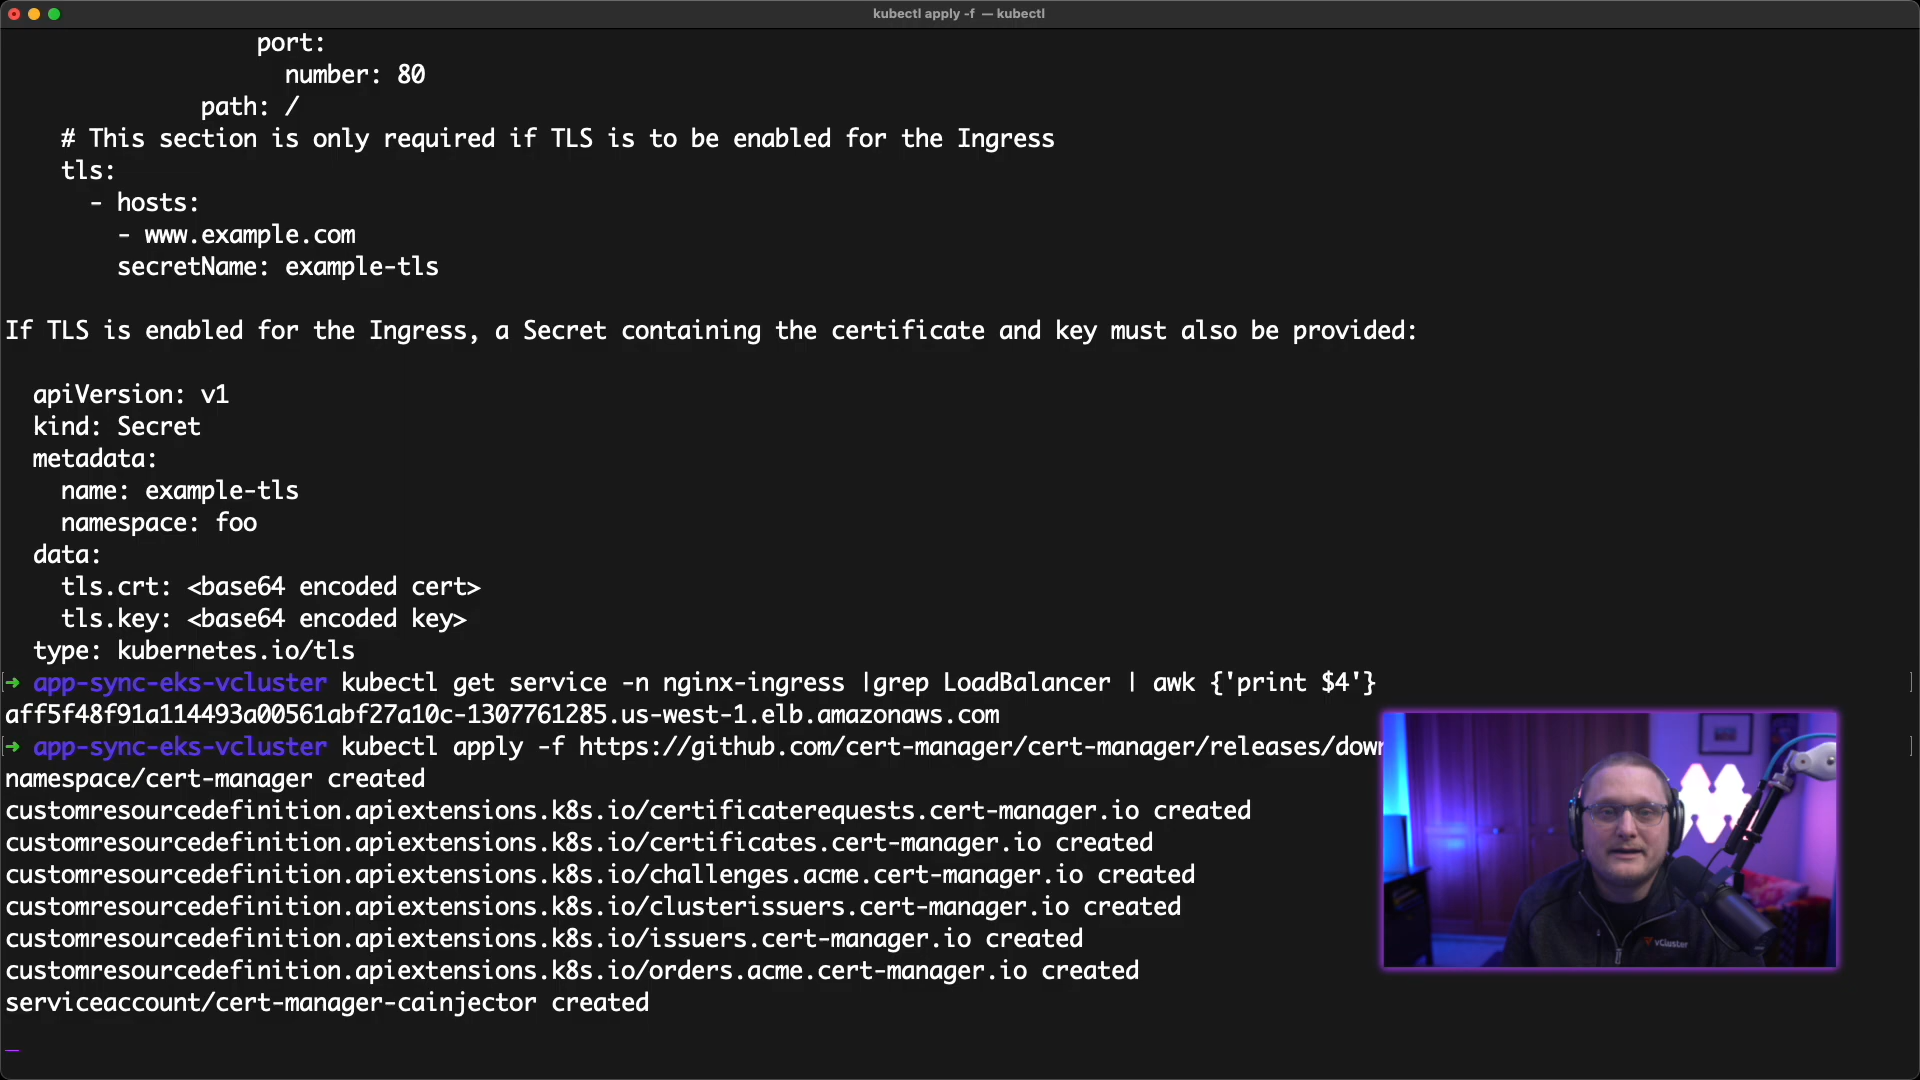 kubectl apply -f — kubectl
port:
number: 80
path: /
# This section is only required if TLS is to be enabled for the Ingress
tls:
- hosts:
- www.example.com
secretName: example-tls
If TLS is enabled for the Ingress, a Secret containing the certificate and key must also be provided:
apiVersion: v1
kind: Secret
metadata:
name: example-tls
namespace: foo
data:
tls.crt: <base64 encoded cert>
tls.key: <base64 encoded key>
type: kubernetes.io/tls
→ app-sync-eks-vcluster kubectl get service -n nginx-ingress |grep LoadBalancer | awk {'print $4'}
aff5f48f91a114493a00561abf27a10c-1307761285.us-west-1.elb.amazonaws.com
→ app-sync-eks-vcluster kubectl apply -f https://github.com/cert-manager/cert-manager/releases/down
namespace/cert-manager created
customresourcedefinition.apiextensions.k8s.io/certificaterequests.cert-manager.io created
customresourcedefinition.apiextensions.k8s.io/certificates.cert-manager.io created
customresourcedefinition.apiextensions.k8s.io/challenges.acme.cert-manager.io created
customresourcedefinition.apiextensions.k8s.io/clusterissuers.cert-manager.io created
customresourcedefinition.apiextensions.k8s.io/issuers.cert-manager.io created
customresourcedefinition.apiextensions.k8s.io/orders.acme.cert-manager.io created
serviceaccount/cert-manager-cainjector created
vCluster